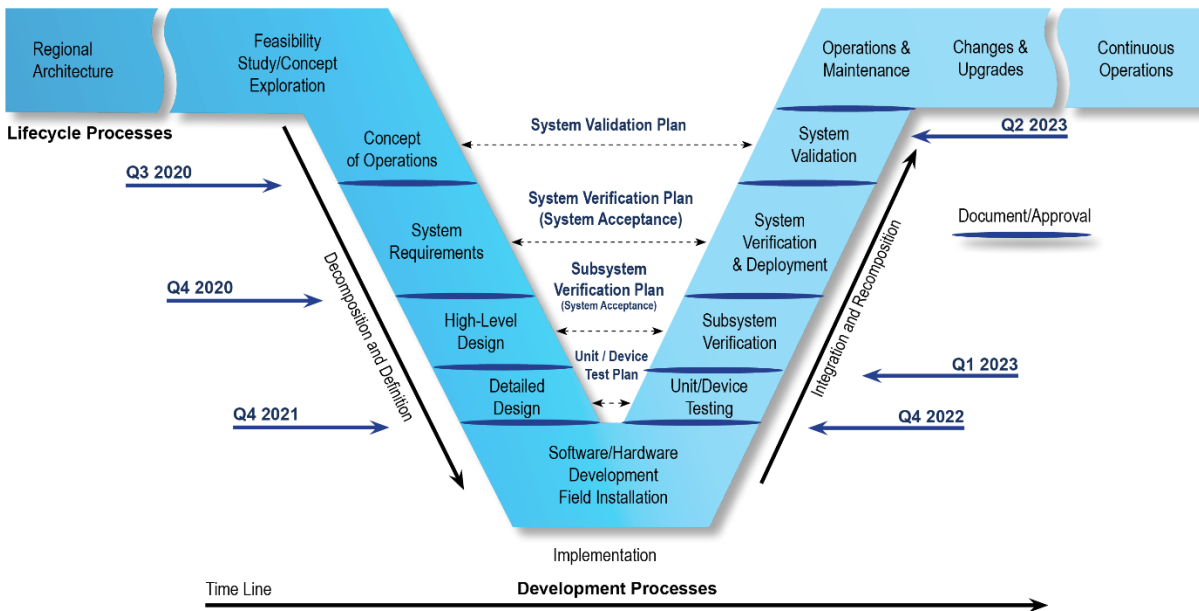 Regional
Architecture
Feasibility
Study/Concept
Exploration
Operations &
Maintenance
Changes &
Upgrades
Continuous
Operations
Lifecycle Processes
Concept
of Operations
System Validation Plan
System
Validation
Q2 2023
Q3 2020
System
Requirements
System Verification Plan
(System Acceptance)
System
Verification
& Deployment
Document/Approval
Q4 2020
Decomposition and Definition
High-Level
Design
Subsystem
Verification Plan
(System Acceptance)
Subsystem
Verification
Integration and Recomposition
Q1 2023
Detailed
Design
Unit / Device
Test Plan
Unit/Device
Testing
Q4 2021
Q4 2022
Software/Hardware
Development
Field Installation
Implementation
Time Line
Development Processes